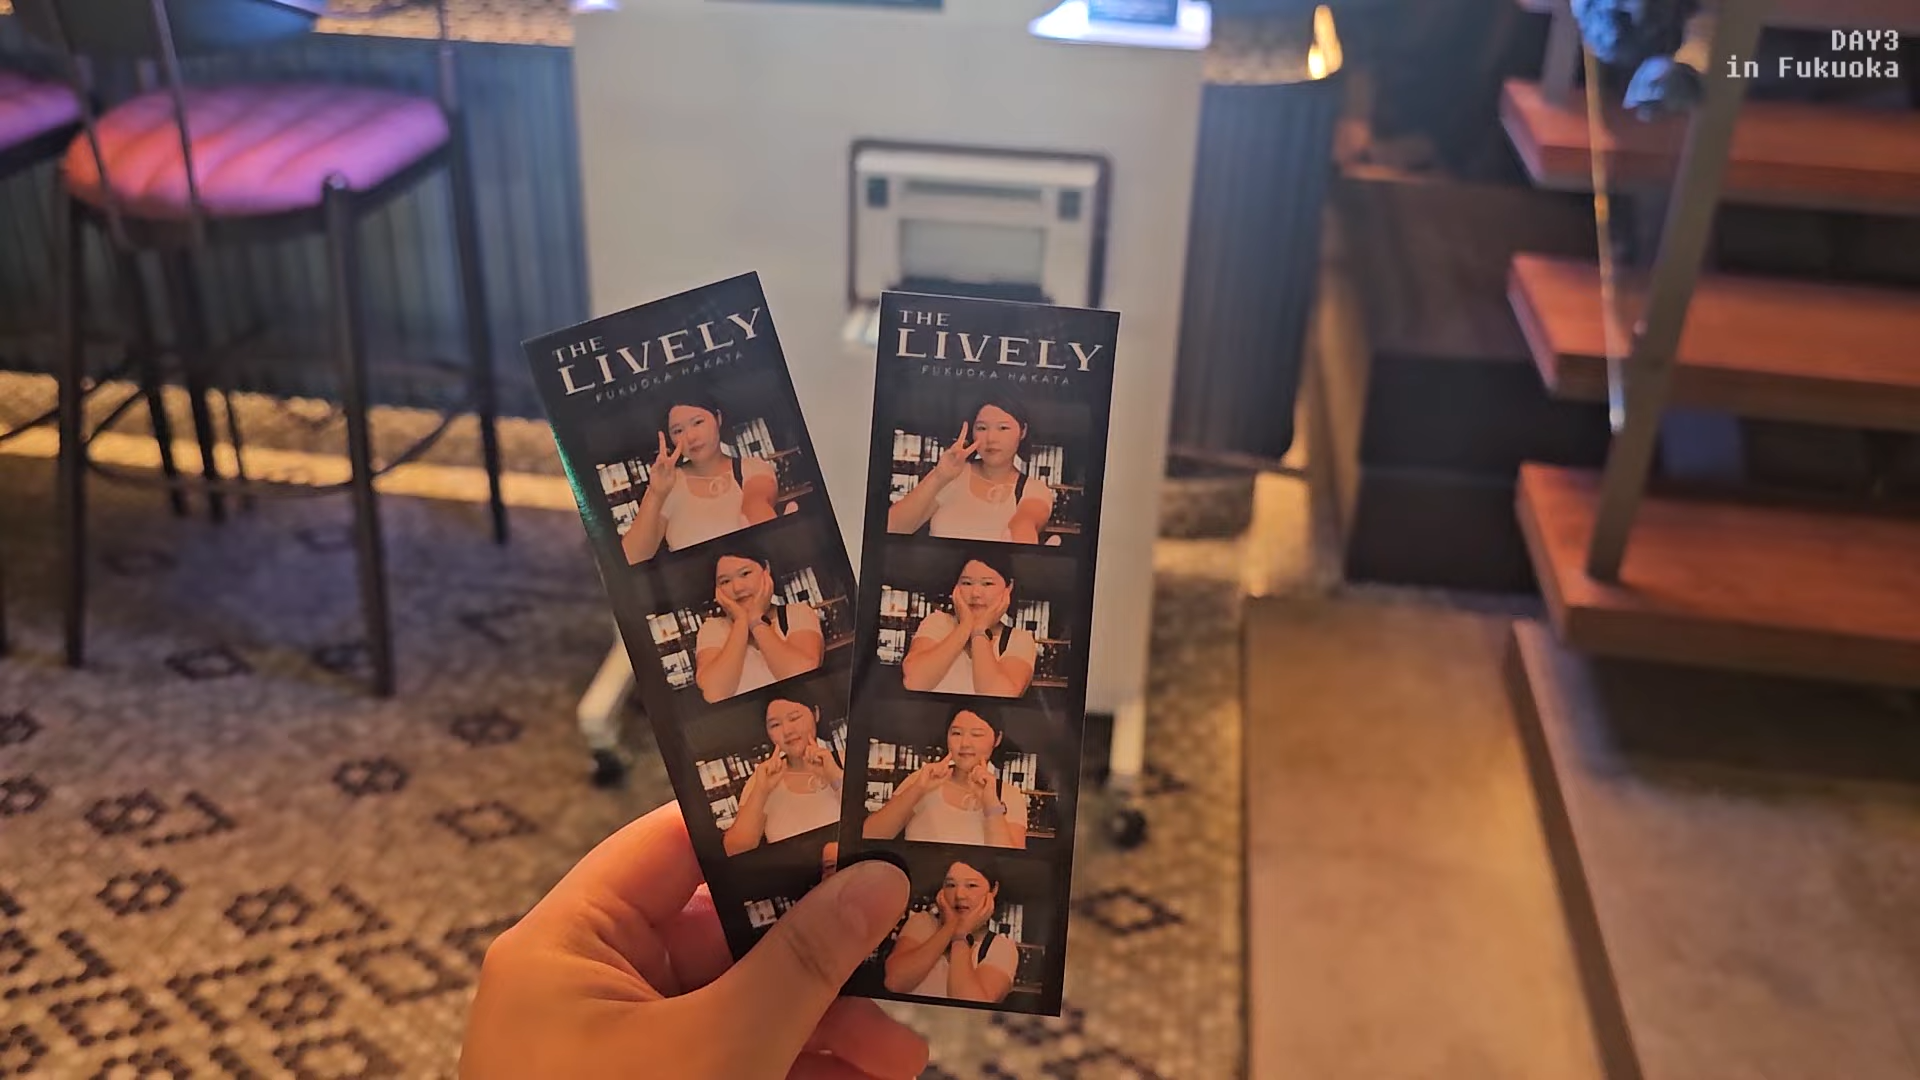 DAY3
in Fukuoka
THE
LIVELY
FUKUOKA HAKATA
THE
LIVELY
FUKUOKA HAKATA